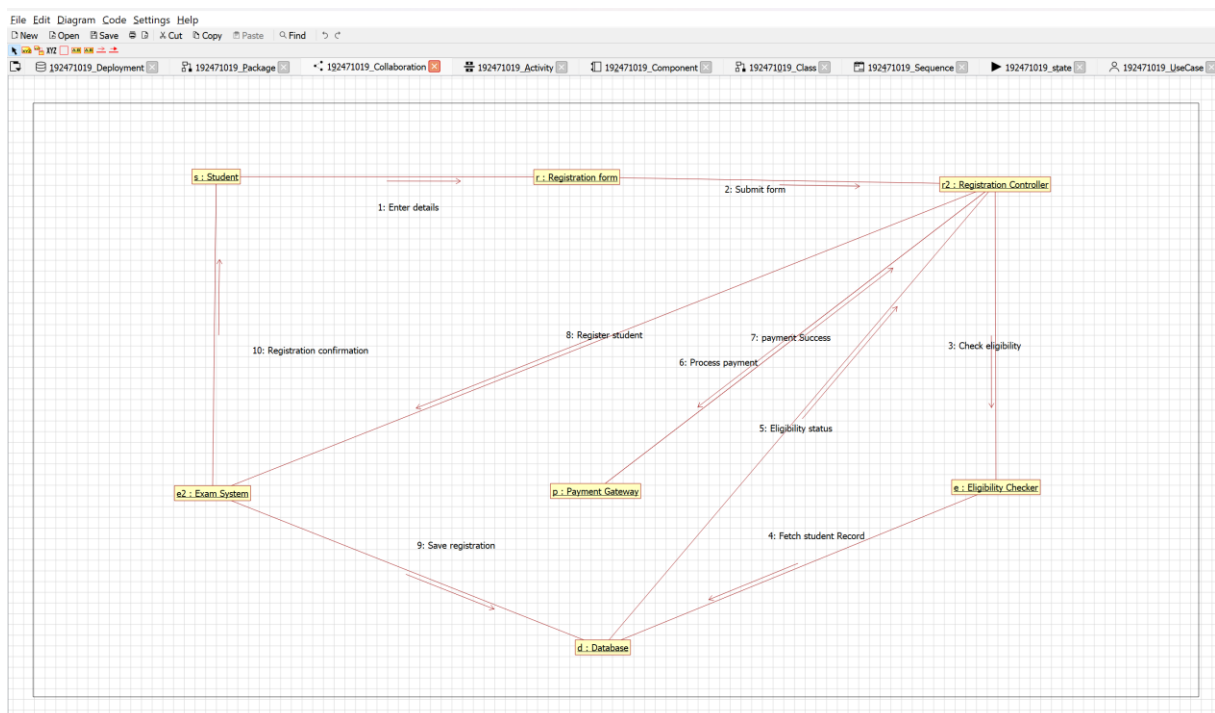 File Edit Diagram Code Settings Help
New Open Save Cut Copy Paste Find
XYZ
192471019_Deployment 192471019_Package 192471019_Collaboration 192471019_Activity 192471019_Component 192471019_Class 192471019_Sequence 192471019_state 192471019_UseCase
s : Student
r : Registration form
r2 : Registration Controller
2: Submit form
1: Enter details
8: Register student
7: payment Success
3: Check eligibility
10: Registration confirmation
6: Process payment
5: Eligibility status
e2 : Exam System
p : Payment Gateway
e : Eligibility Checker
4: Fetch student Record
9: Save registration
d : Database